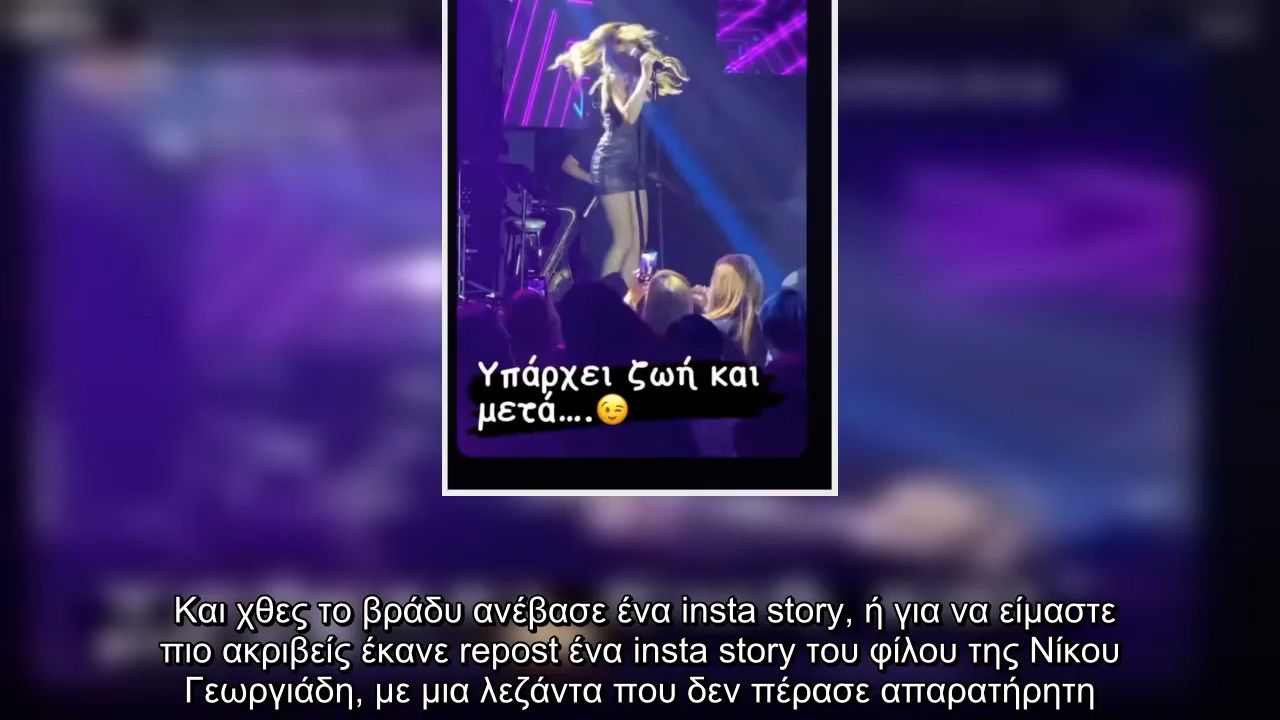 Υπάρχει ζωή και
μετά....😉
Και χθες το βράδυ ανέβασε ένα insta story, ή για να είμαστε
πιο ακριβείς έκανε repost ένα insta story του φίλου της Νίκου
Γεωργιάδη, με μια λεζάντα που δεν πέρασε απαρατήρητη